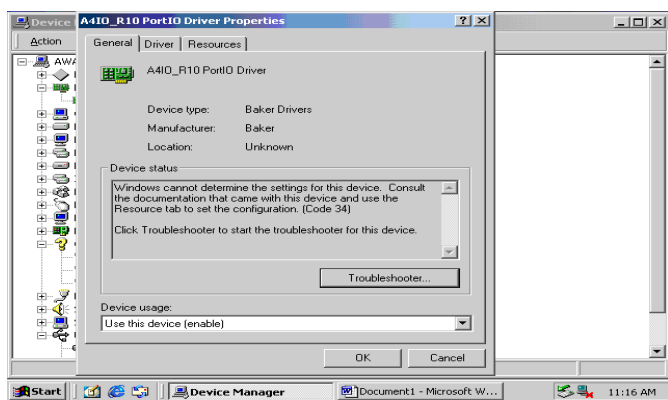 Device
A4IO_R10 PortIO Driver Properties
Action
General
Driver
Resources
A4IO_R10 PortIO Driver
Device type: Baker Drivers
Manufacturer: Baker
Location: Unknown
Device status
Windows cannot determine the settings for this device. Consult
the documentation that came with this device and use the
Resource tab to set the configuration. (Code 34)
Click Troubleshooter to start the troubleshooter for this device.
Troubleshooter...
Device usage:
Use this device (enable)
OK
Cancel
Start
Device Manager
Document1 - Microsoft W...
11:16 AM